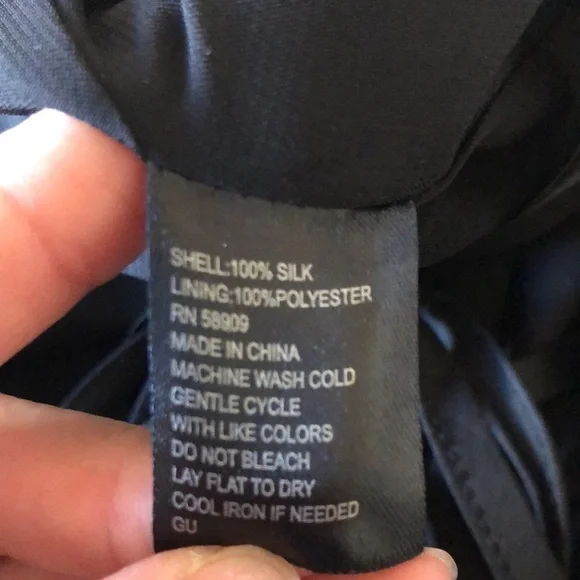 SHELL:100% SILK
LINING:100%POLYESTER
RN 58909
MADE IN CHINA
MACHINE WASH COLD
GENTLE CYCLE
WITH LIKE COLORS
DO NOT BLEACH
LAY FLAT TO DRY
COOL IRON IF NEEDED
GU